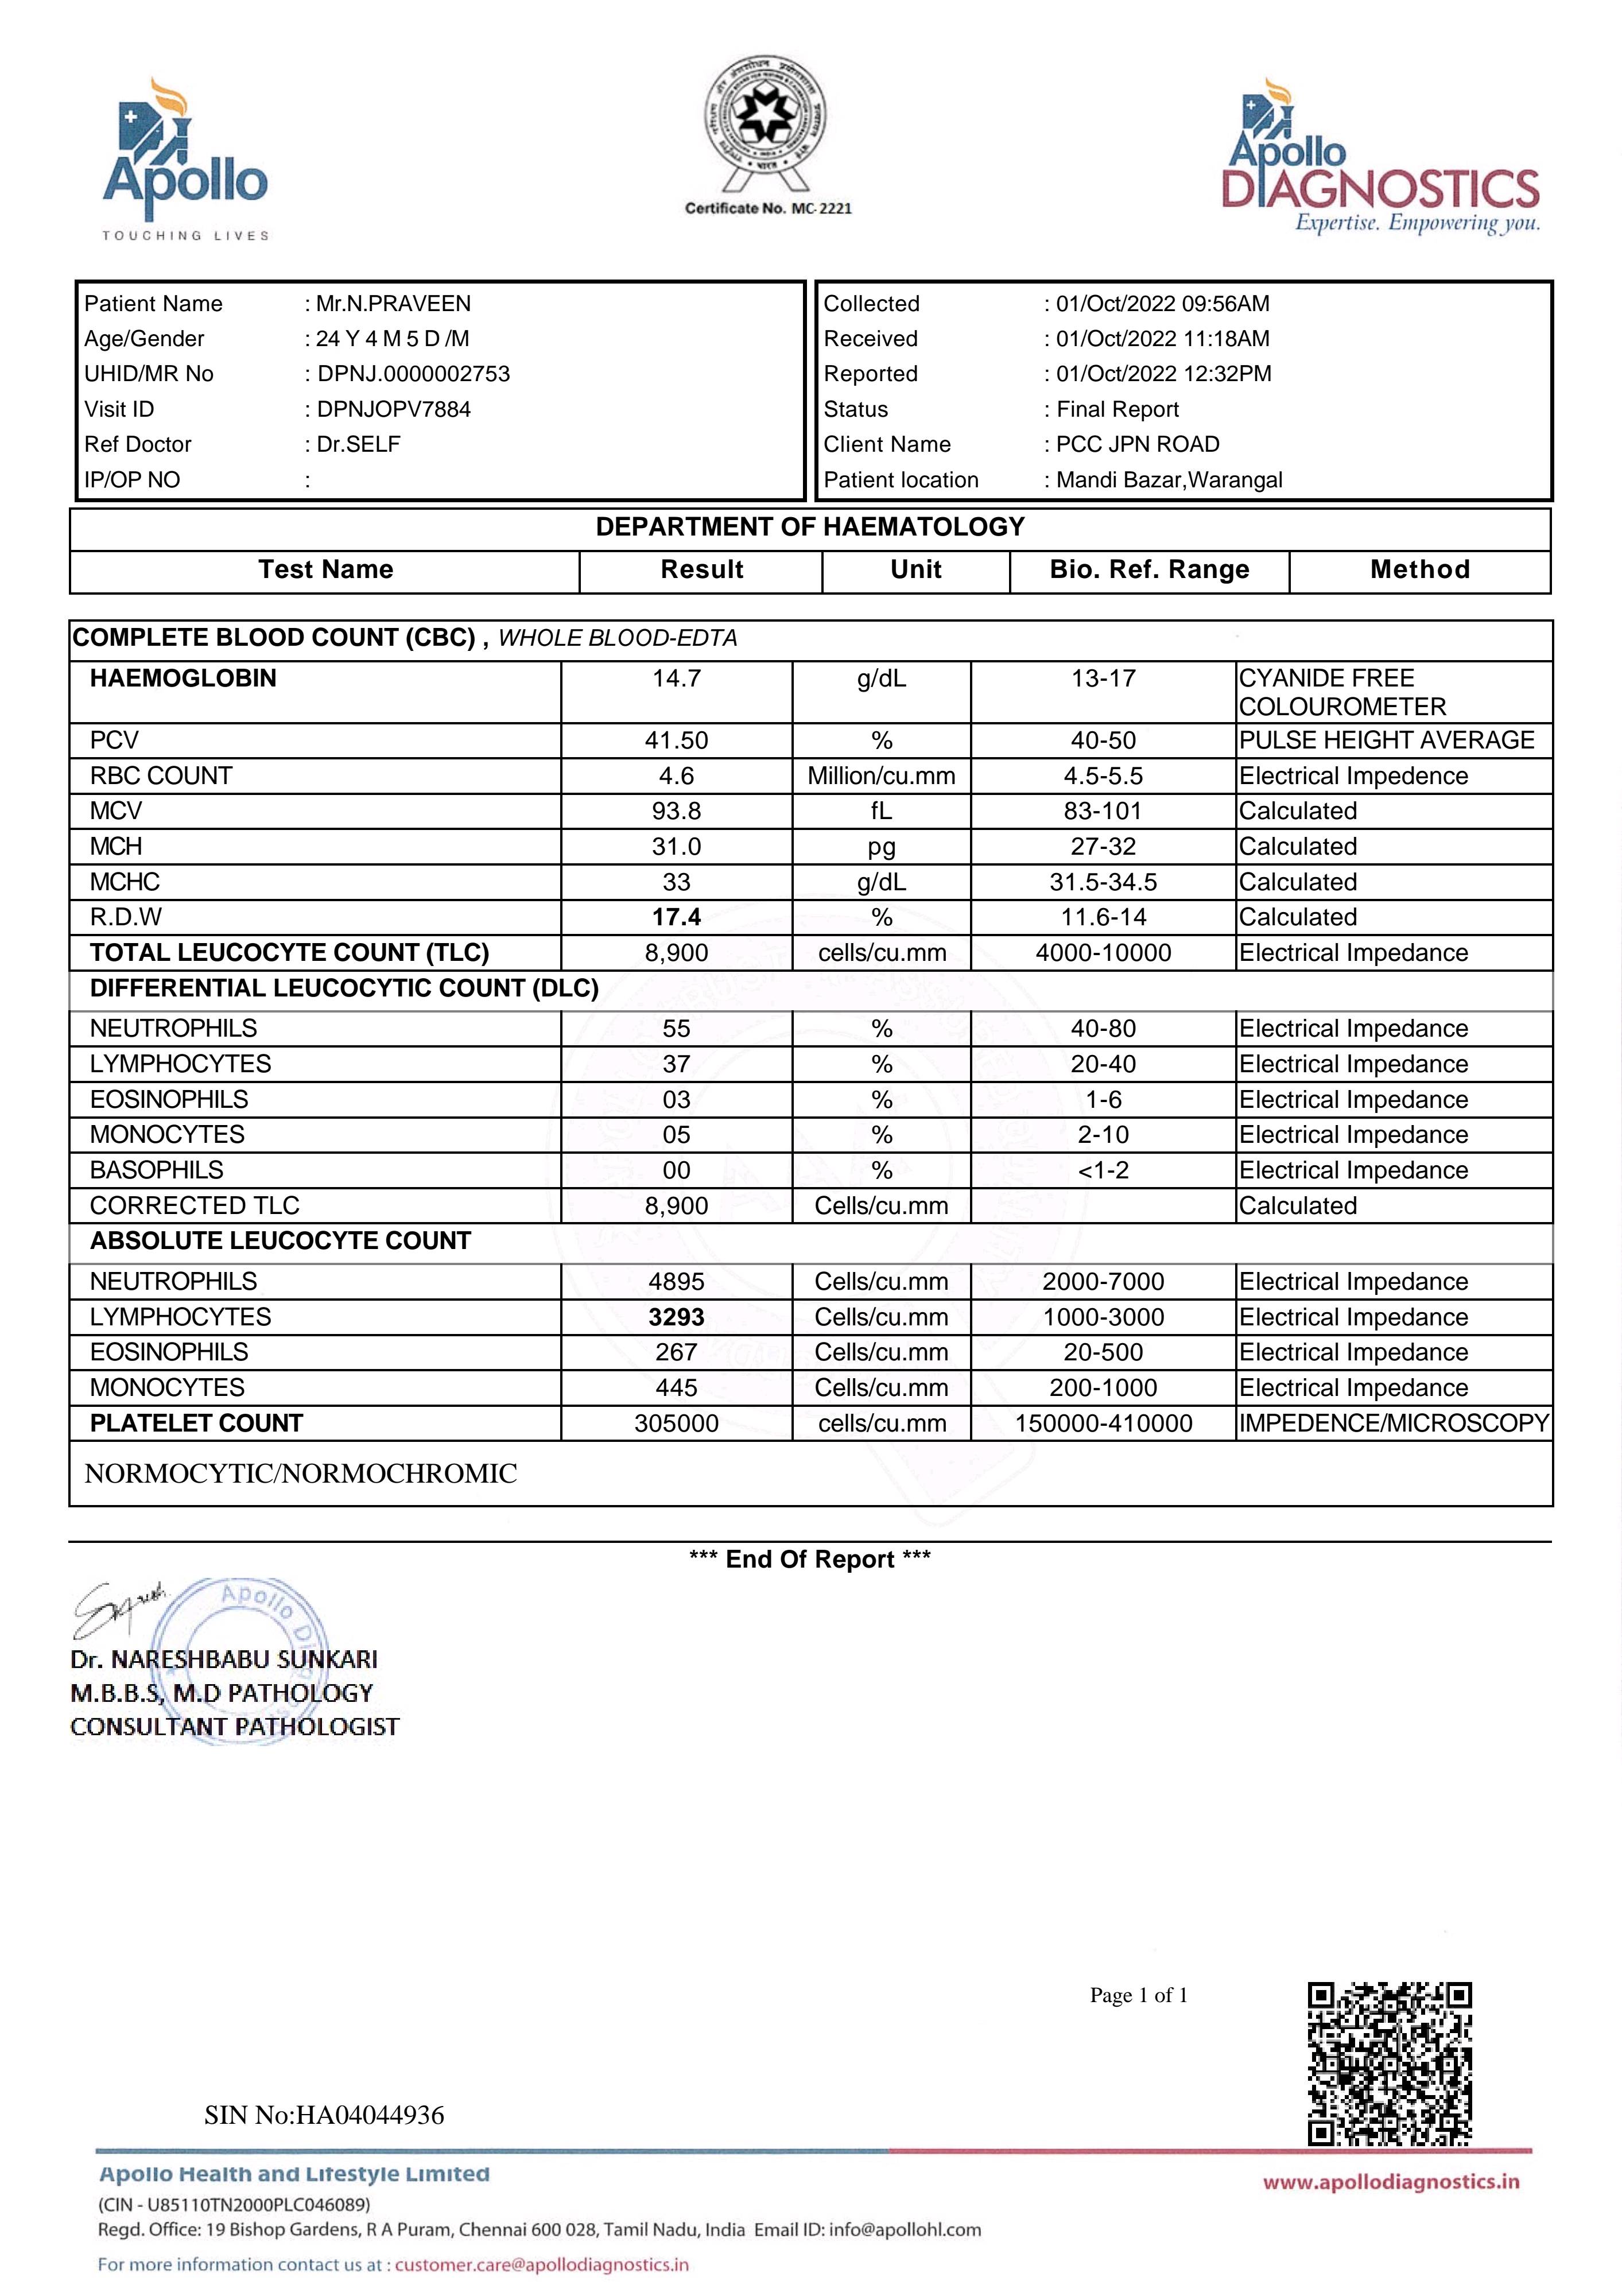 Apollo
TOUCHING LIVES
Certificate No. MC-2221
Apollo
DIAGNOSTICS
Expertise. Empowering you.
Patient Name : Mr.N.PRAVEEN
Age/Gender : 24 Y 4 M 5 D /M
UHID/MR No : DPNJ.0000002753
Visit ID : DPNJOPV7884
Ref Doctor : Dr.SELF
IP/OP NO :
Collected : 01/Oct/2022 09:56AM
Received : 01/Oct/2022 11:18AM
Reported : 01/Oct/2022 12:32PM
Status : Final Report
Client Name : PCC JPN ROAD
Patient location : Mandi Bazar,Warangal
DEPARTMENT OF HAEMATOLOGY
Test Name Result Unit Bio. Ref. Range Method
COMPLETE BLOOD COUNT (CBC) , WHOLE BLOOD-EDTA
HAEMOGLOBIN 14.7 g/dL 13-17 CYANIDE FREE
COLOUROMETER
PCV 41.50 % 40-50 PULSE HEIGHT AVERAGE
RBC COUNT 4.6 Million/cu.mm 4.5-5.5 Electrical Impedence
MCV 93.8 fL 83-101 Calculated
MCH 31.0 pg 27-32 Calculated
MCHC 33 g/dL 31.5-34.5 Calculated
R.D.W 17.4 % 11.6-14 Calculated
TOTAL LEUCOCYTE COUNT (TLC) 8,900 cells/cu.mm 4000-10000 Electrical Impedance
DIFFERENTIAL LEUCOCYTIC COUNT (DLC)
NEUTROPHILS 55 % 40-80 Electrical Impedance
LYMPHOCYTES 37 % 20-40 Electrical Impedance
EOSINOPHILS 03 % 1-6 Electrical Impedance
MONOCYTES 05 % 2-10 Electrical Impedance
BASOPHILS 00 % <1-2 Electrical Impedance
CORRECTED TLC 8,900 Cells/cu.mm Calculated
ABSOLUTE LEUCOCYTE COUNT
NEUTROPHILS 4895 Cells/cu.mm 2000-7000 Electrical Impedance
LYMPHOCYTES 3293 Cells/cu.mm 1000-3000 Electrical Impedance
EOSINOPHILS 267 Cells/cu.mm 20-500 Electrical Impedance
MONOCYTES 445 Cells/cu.mm 200-1000 Electrical Impedance
PLATELET COUNT 305000 cells/cu.mm 150000-410000 IMPEDENCE/MICROSCOPY
NORMOCYTIC/NORMOCHROMIC
*** End Of Report ***
Apollo
Dr. NARESHBABU SUNKARI
M.B.B.S, M.D PATHOLOGY
CONSULTANT PATHOLOGIST
Page 1 of 1
SIN No:HA04044936
Apollo Health and Lifestyle Limited
www.apollodiagnostics.in
(CIN - U85110TN2000PLC046089)
Regd. Office: 19 Bishop Gardens, R A Puram, Chennai 600 028, Tamil Nadu, India Email ID: info@apollohl.com
For more information contact us at : customer.care@apollodiagnostics.in